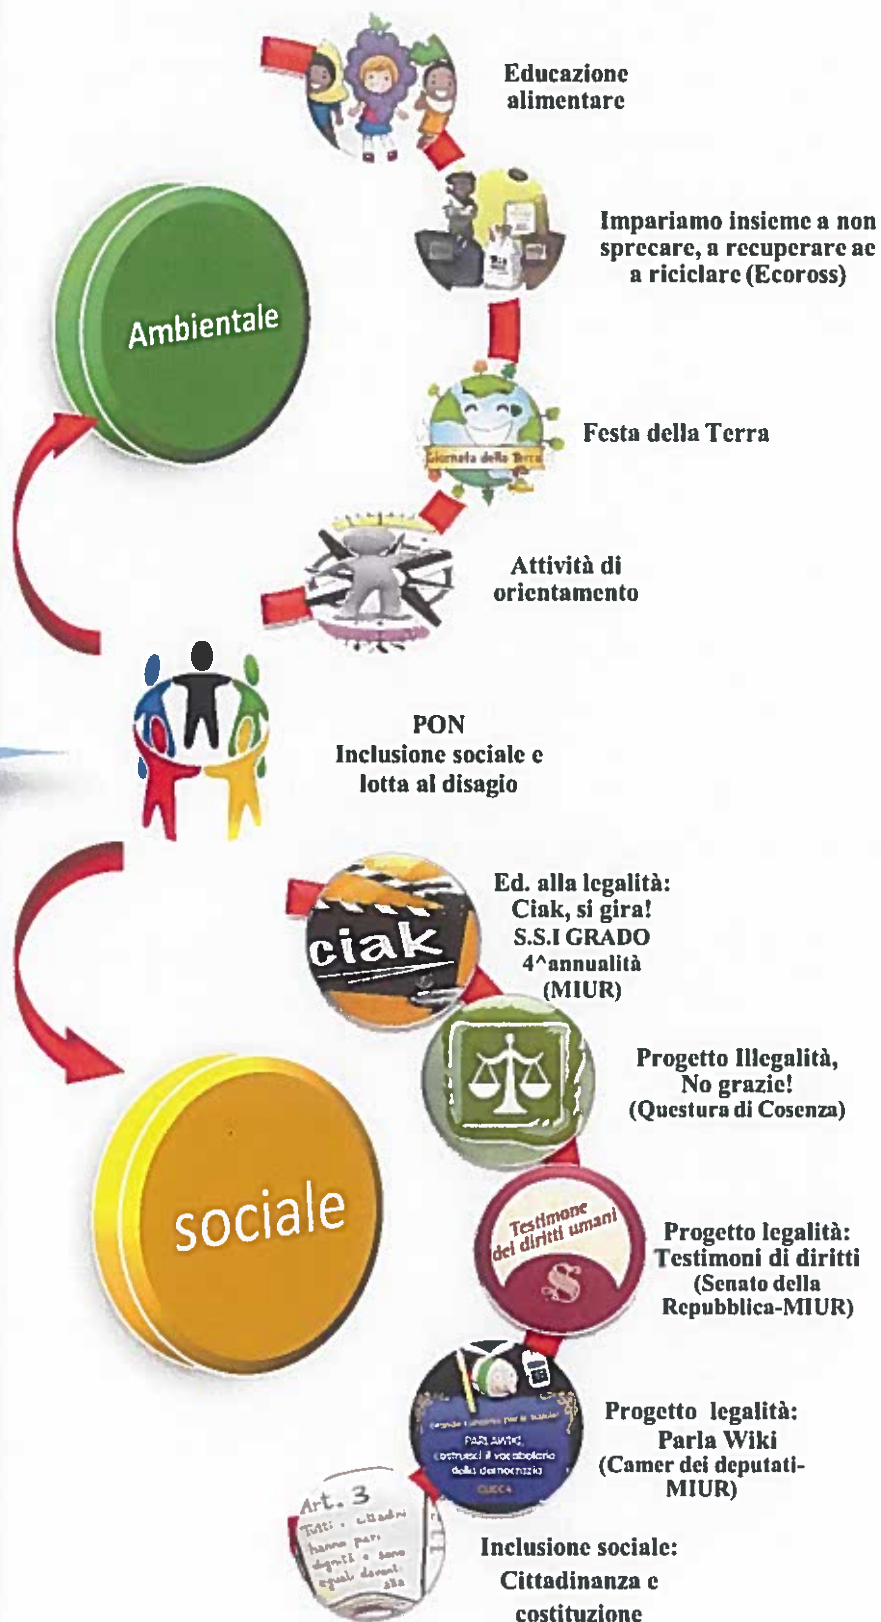 Educazione
alimentare
Impariamo insieme a non
sprecare, a recuperare ae
a riciclare (Ecoross)
Ambientale
Festa della Terra
Giornata della Terra
Attività di
orientamento
PON
Inclusione sociale e
lotta al disagio
ciak
Ed. alla legalità:
Ciak, si gira!
S.S.I GRADO
4^annualità
(MIUR)
Progetto Illegalità,
No grazie!
(Questura di Cosenza)
sociale
Testimone
dei diritti umani
S
Progetto legalità:
Testimoni di diritti
(Senato della
Repubblica-MIUR)
PARLAWIKI
costruisci il vocabolario
della democrazia
CLICCA
Progetto legalità:
Parla Wiki
(Camer dei deputati-
MIUR)
Art. 3
Tutti i cittadini
hanno pari
dignità e sono
eguali davanti
alla
Inclusione sociale:
Cittadinanza e
costituzione